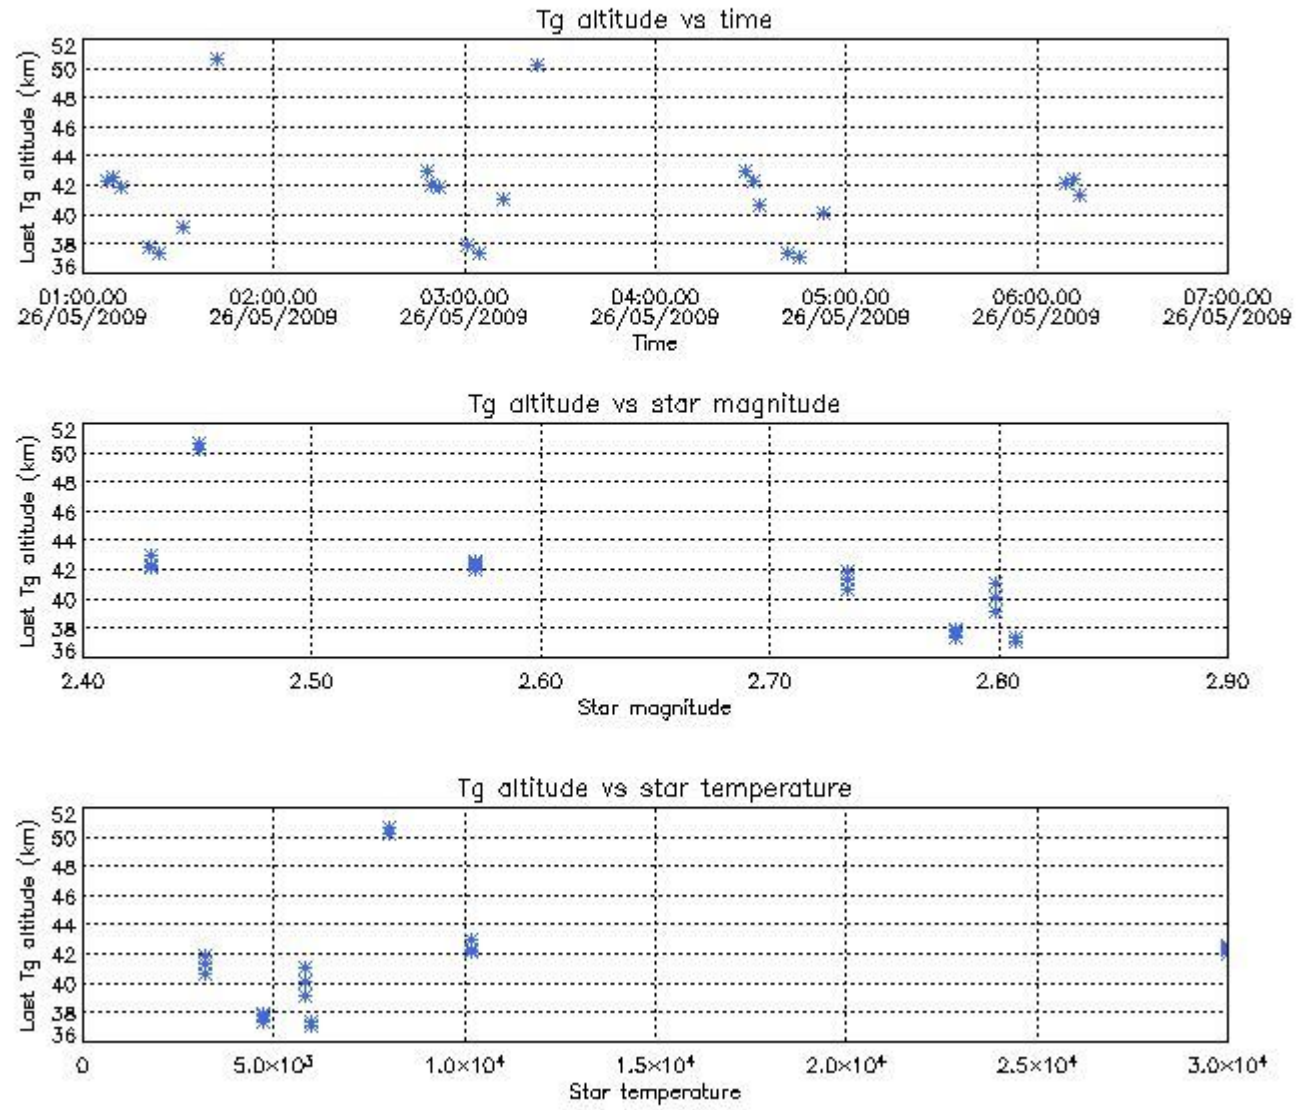 Tg altitude vs time
Last Tg altitude (km)
52
50
48
46
44
42
40
38
36
01:00.00 02:00.00 03:00.00 04:00.00 05:00.00 06:00.00 07:00.00
26/05/2009 26/05/2009 26/05/2009 26/05/2009 26/05/2009 26/05/2009 26/05/2009
Time
Tg altitude vs star magnitude
Last Tg altitude (km)
52
50
48
46
44
42
40
38
36
2.40 2.50 2.60 2.70 2.80 2.90
Star magnitude
Tg altitude vs star temperature
Last Tg altitude (km)
52
50
48
46
44
42
40
38
36
0 5.0×10³ 1.0×10⁴ 1.5×10⁴ 2.0×10⁴ 2.5×10⁴ 3.0×10⁴
Star temperature